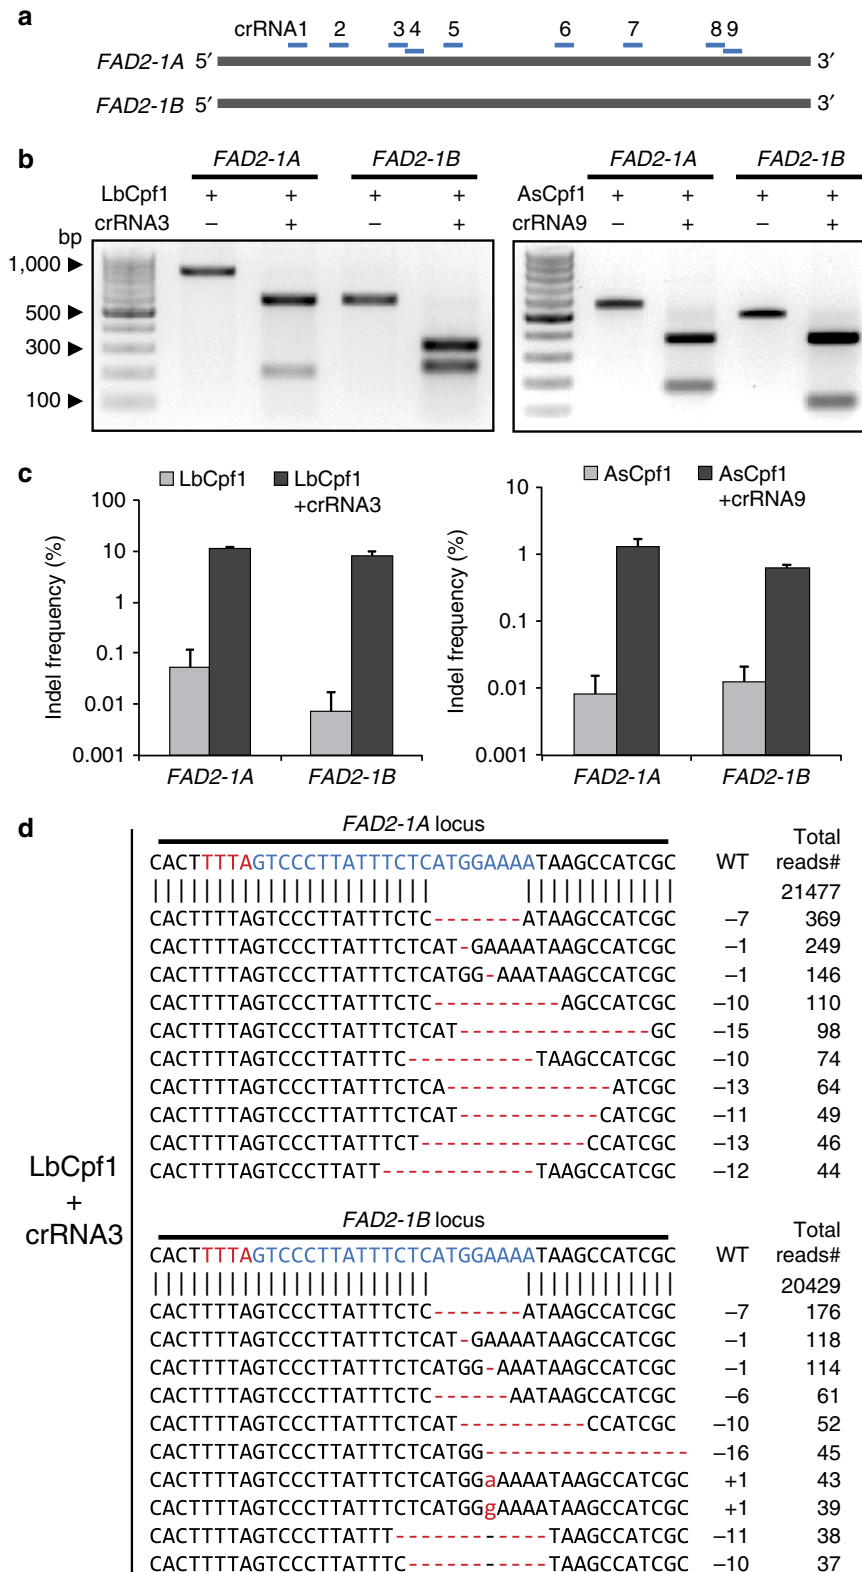 a
crRNA1 2 3 4 5 6 7 8 9
FAD2-1A 5′ 3′
FAD2-1B 5′ 3′
b
FAD2-1A FAD2-1B FAD2-1A FAD2-1B
LbCpf1 + + + + AsCpf1 + + + +
crRNA3 – + – + crRNA9 – + – +
bp
1,000
500
300
100
c
LbCpf1 LbCpf1 +crRNA3
Indel frequency (%)
100
10
1
0.1
0.01
0.001
FAD2-1A FAD2-1B
AsCpf1 AsCpf1 +crRNA9
Indel frequency (%)
10
1
0.1
0.01
0.001
FAD2-1A FAD2-1B
d
LbCpf1
+
crRNA3
FAD2-1A locus
Total
CACTTTTAGTCCCTTATTTCTCATGGAAAATAAGCCATCGC WT reads#
21477
CACTTTTAGTCCCTTATTTCTC-------ATAAGCCATCGC –7 369
CACTTTTAGTCCCTTATTTCTCAT-GAAAATAAGCCATCGC –1 249
CACTTTTAGTCCCTTATTTCTCATGG-AAATAAGCCATCGC –1 146
CACTTTTAGTCCCTTATTTCTC----------AGCCATCGC –10 110
CACTTTTAGTCCCTTATTTCTCAT---------------GC –15 98
CACTTTTAGTCCCTTATTTC----------TAAGCCATCGC –10 74
CACTTTTAGTCCCTTATTTCTCA-------------ATCGC –13 64
CACTTTTAGTCCCTTATTTCTCAT-----------CATCGC –11 49
CACTTTTAGTCCCTTATTTCT-------------CCATCGC –13 46
CACTTTTAGTCCCTTATT------------TAAGCCATCGC –12 44
FAD2-1B locus
Total
CACTTTTAGTCCCTTATTTCTCATGGAAAATAAGCCATCGC WT reads#
20429
CACTTTTAGTCCCTTATTTCTC-------ATAAGCCATCGC –7 176
CACTTTTAGTCCCTTATTTCTCAT-GAAAATAAGCCATCGC –1 118
CACTTTTAGTCCCTTATTTCTCATGG-AAATAAGCCATCGC –1 114
CACTTTTAGTCCCTTATTTCTC------AATAAGCCATCGC –6 61
CACTTTTAGTCCCTTATTTCTCAT----------CCATCGC –10 52
CACTTTTAGTCCCTTATTTCTCATGG---------------- –16 45
CACTTTTAGTCCCTTATTTCTCATGGaAAAATAAGCCATCGC +1 43
CACTTTTAGTCCCTTATTTCTCATGGgAAAATAAGCCATCGC +1 39
CACTTTTAGTCCCTTATTT------------TAAGCCATCGC –11 38
CACTTTTAGTCCCTTATTTC-----------TAAGCCATCGC –10 37